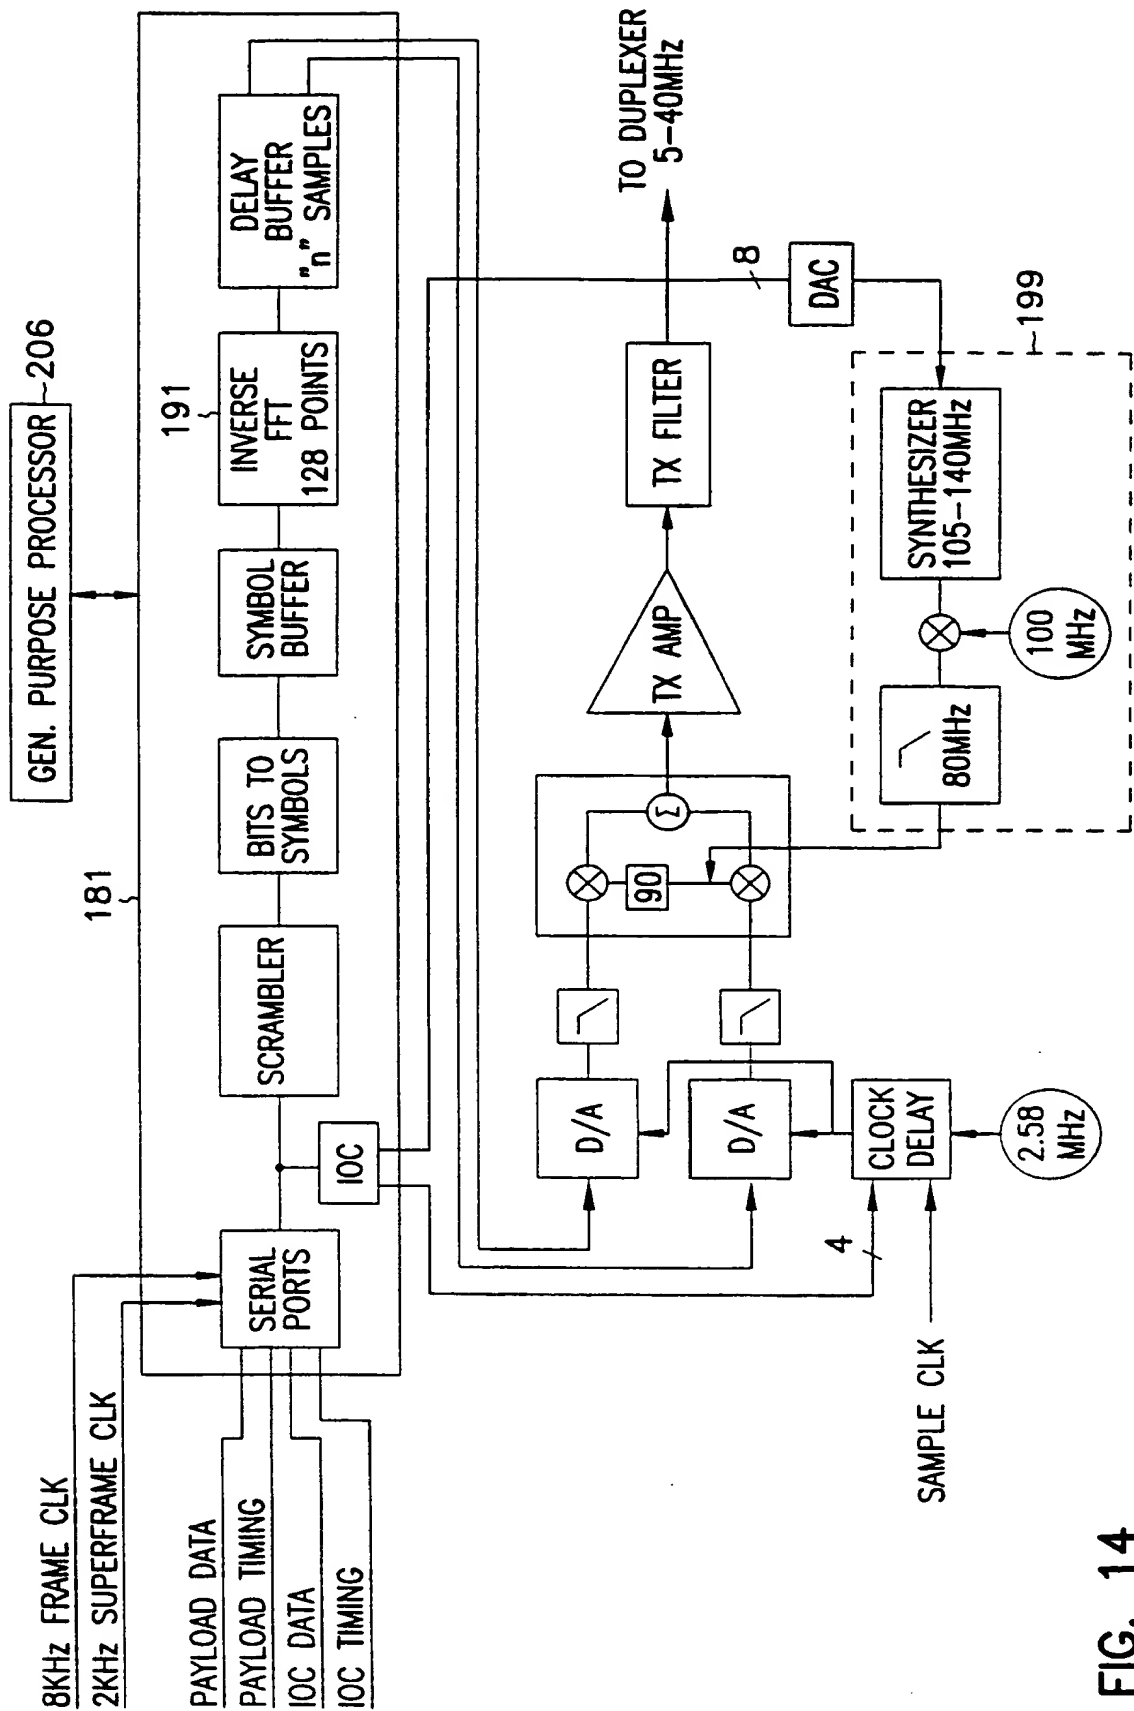 GEN. PURPOSE PROCESSOR
206
181
191
8KHz FRAME CLK
2KHz SUPERFRAME CLK
PAYLOAD DATA
PAYLOAD TIMING
IOC DATA
IOC TIMING
SERIAL
PORTS
IOC
SCRAMBLER
BITS TO
SYMBOLS
SYMBOL
BUFFER
INVERSE
FFT
128 POINTS
DELAY
BUFFER
"n" SAMPLES
D/A
D/A
90
Σ
TX AMP
TX FILTER
TO DUPLEXER
5-40MHz
4
8
SAMPLE CLK
CLOCK
DELAY
2.58
MHz
DAC
199
80MHz
100
MHz
SYNTHESIZER
105-140MHz
FIG. 14